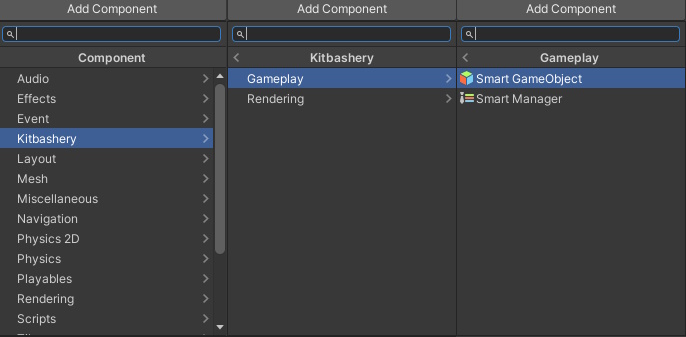 Add Component
Component
Audio
Effects
Event
Kitbashery
Layout
Mesh
Miscellaneous
Navigation
Physics 2D
Physics
Playables
Rendering
Scripts
Add Component
Kitbashery
Gameplay
Rendering
Add Component
Gameplay
Smart GameObject
Smart Manager